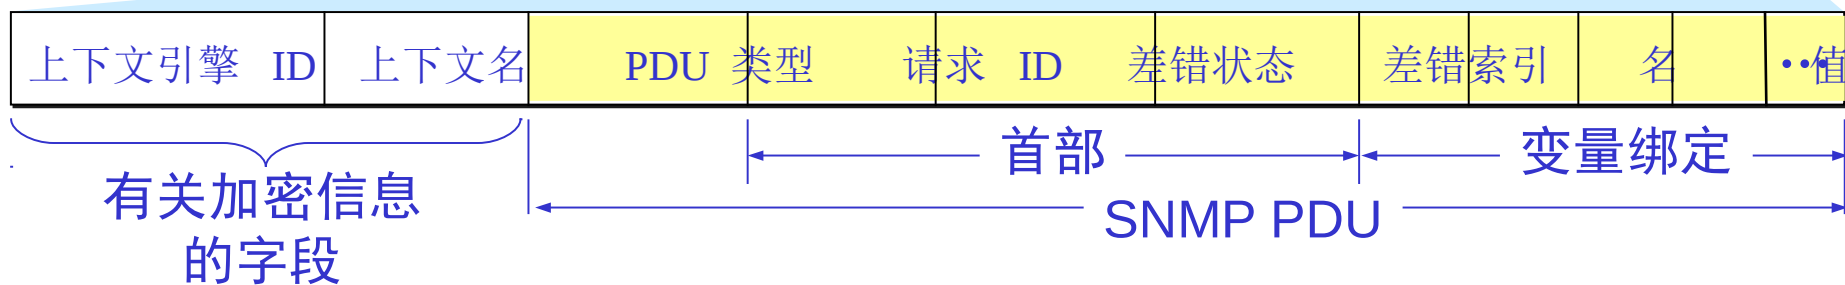 上下文引擎 ID 上下文名 PDU 类型 请求 ID 差错状态 差错索引 名 ··· 值
首部 变量绑定
有关加密信息
SNMP PDU
的字段